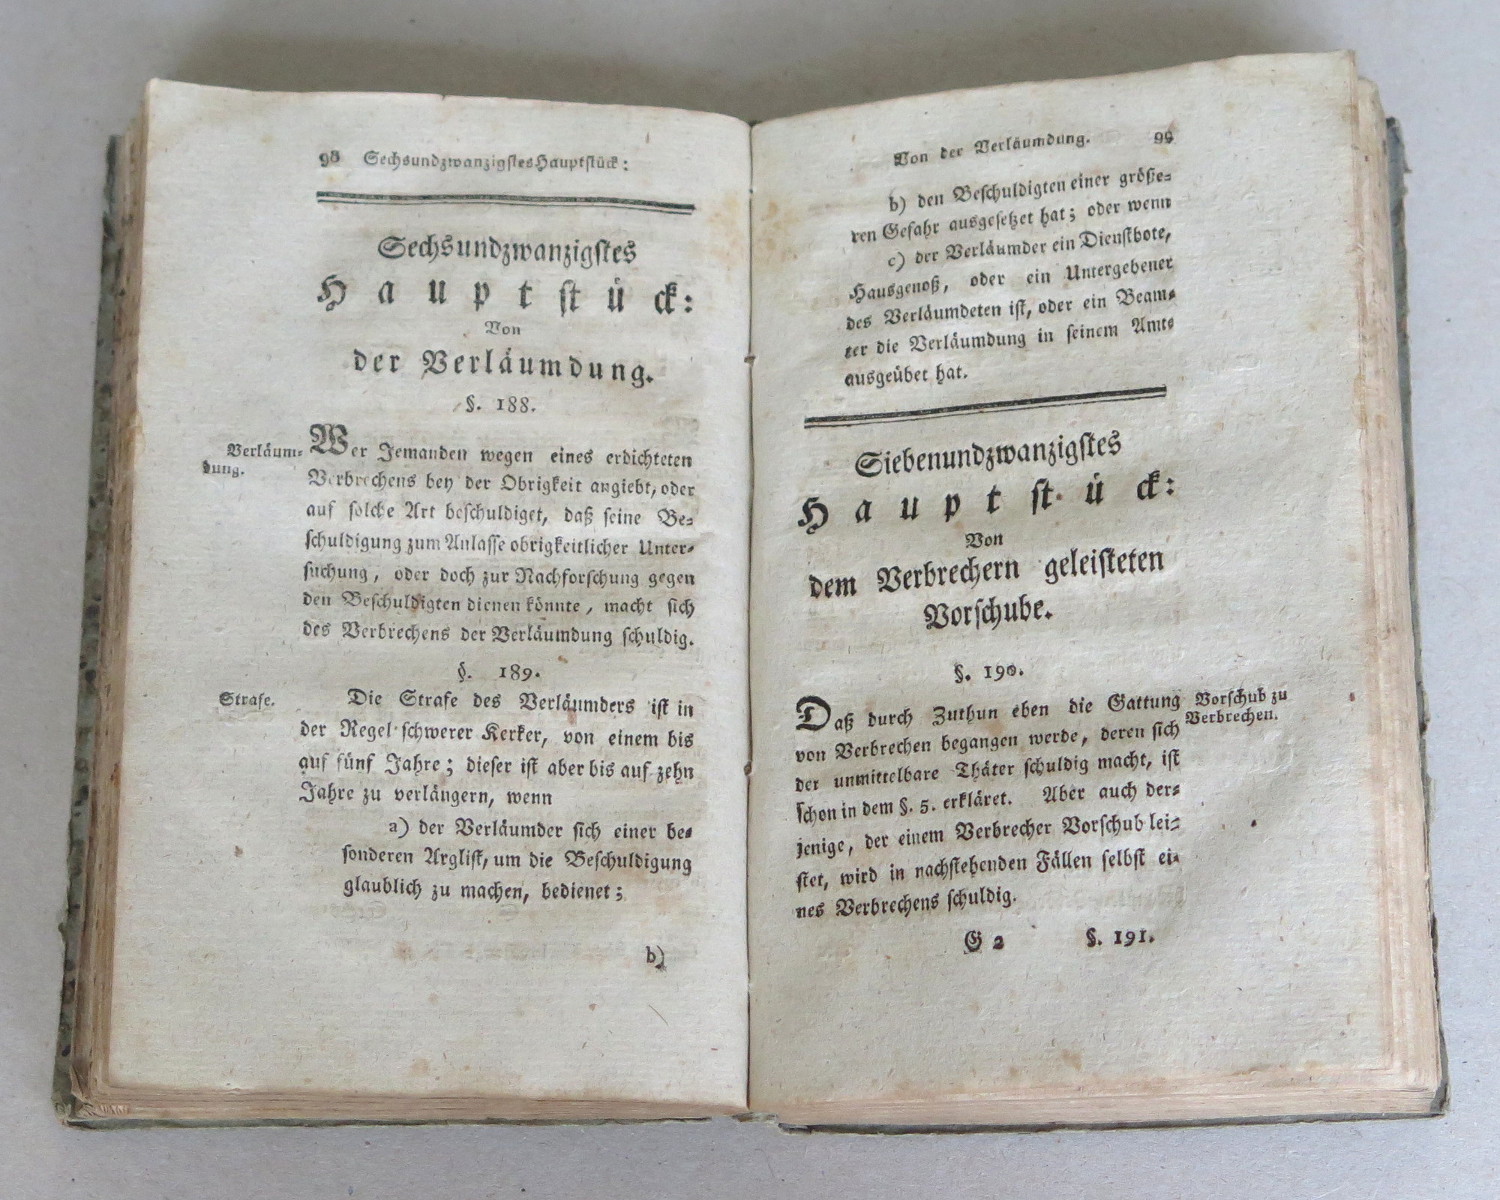 98 Sechsundzwanzigstes Hauptstück:
Sechsundzwanzigstes
Hauptstück:
Von
der Verläumdung.
§. 188.
Verläum-
dung.
Wer Jemanden wegen eines erdichteten
Verbrechens bey der Obrigkeit angiebt, oder
auf solche Art beschuldiget, daß seine Be-
schuldigung zum Anlasse obrigkeitlicher Unter-
suchung, oder doch zur Nachforschung gegen
den Beschuldigten dienen könnte, macht sich
des Verbrechens der Verläumdung schuldig.
§. 189.
Strafe.
Die Strafe des Verläumders ist in
der Regel schwerer Kerker, von einem bis
auf fünf Jahre; dieser ist aber bis auf zehn
Jahre zu verlängern, wenn
a) der Verläumder sich einer be-
sonderen Arglist, um die Beschuldigung
glaublich zu machen, bedienet;
b)
Von der Verläumdung. 99
b) den Beschuldigten einer größe-
ren Gefahr ausgesetzet hat; oder wenn
c) der Verläumder ein Dienstbote,
Hausgenoß, oder ein Untergebener
des Verläumdeten ist, oder ein Beam-
ter die Verläumdung in seinem Amte
ausgeübet hat.
Siebenundzwanzigstes
Hauptstück:
Von
dem Verbrechern geleisteten
Vorschube.
§. 190.
Daß durch Zuthun eben die Gattung
von Verbrechen begangen werde, deren sich
der unmittelbare Thäter schuldig macht, ist
schon in dem §. 5. erkläret. Aber auch der-
jenige, der einem Verbrecher Vorschub lei-
stet, wird in nachstehenden Fällen selbst ei-
nes Verbrechens schuldig.
Vorschub zu
Verbrechen.
G 2 §. 191.